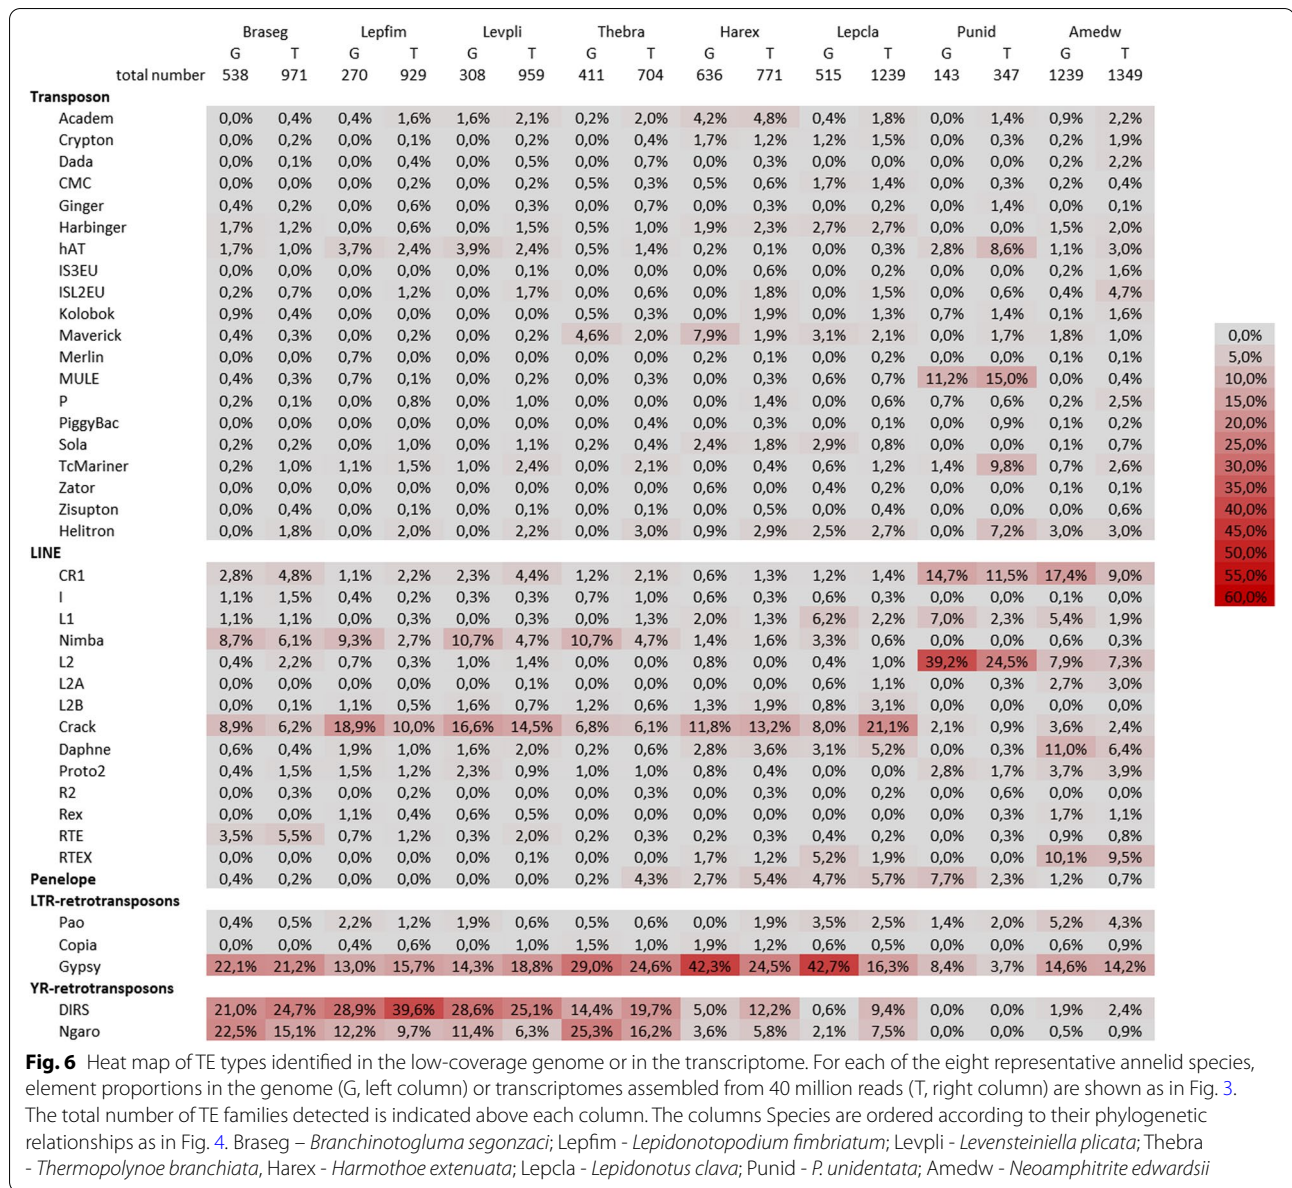 Braseg Lepfim Levpli Thebra Harex Lepcla Punid Amedw
G T G T G T G T G T G T G T G T
total number 538 971 270 929 308 959 411 704 636 771 515 1239 143 347 1239 1349
Transposon
Academ 0,0% 0,4% 0,4% 1,6% 1,6% 2,1% 0,2% 2,0% 4,2% 4,8% 0,4% 1,8% 0,0% 1,4% 0,9% 2,2%
Crypton 0,0% 0,2% 0,0% 0,1% 0,0% 0,2% 0,0% 0,4% 1,7% 1,2% 1,2% 1,5% 0,0% 0,3% 0,2% 1,9%
Dada 0,0% 0,1% 0,0% 0,4% 0,0% 0,5% 0,0% 0,7% 0,0% 0,3% 0,0% 0,0% 0,0% 0,0% 0,2% 2,2%
CMC 0,0% 0,0% 0,0% 0,2% 0,0% 0,2% 0,5% 0,3% 0,5% 0,6% 1,7% 1,4% 0,0% 0,3% 0,2% 0,4%
Ginger 0,4% 0,2% 0,0% 0,6% 0,0% 0,3% 0,0% 0,7% 0,0% 0,3% 0,0% 0,2% 0,0% 1,4% 0,0% 0,1%
Harbinger 1,7% 1,2% 0,0% 0,6% 0,0% 1,5% 0,5% 1,0% 1,9% 2,3% 2,7% 2,7% 0,0% 0,0% 1,5% 2,0%
hAT 1,7% 1,0% 3,7% 2,4% 3,9% 2,4% 0,5% 1,4% 0,2% 0,1% 0,0% 0,3% 2,8% 8,6% 1,1% 3,0%
IS3EU 0,0% 0,0% 0,0% 0,0% 0,0% 0,1% 0,0% 0,0% 0,0% 0,6% 0,0% 0,2% 0,0% 0,0% 0,2% 1,6%
ISL2EU 0,2% 0,7% 0,0% 1,2% 0,0% 1,7% 0,0% 0,6% 0,0% 1,8% 0,0% 1,5% 0,0% 0,6% 0,4% 4,7%
Kolobok 0,9% 0,4% 0,0% 0,0% 0,0% 0,0% 0,5% 0,3% 0,0% 1,9% 0,0% 1,3% 0,7% 1,4% 0,1% 1,6%
Maverick 0,4% 0,3% 0,0% 0,2% 0,0% 0,2% 4,6% 2,0% 7,9% 1,9% 3,1% 2,1% 0,0% 1,7% 1,8% 1,0%
Merlin 0,0% 0,0% 0,7% 0,0% 0,0% 0,0% 0,0% 0,0% 0,2% 0,1% 0,0% 0,2% 0,0% 0,0% 0,1% 0,1%
MULE 0,4% 0,3% 0,7% 0,1% 0,0% 0,2% 0,0% 0,3% 0,0% 0,3% 0,6% 0,7% 11,2% 15,0% 0,0% 0,4%
P 0,2% 0,1% 0,0% 0,8% 0,0% 1,0% 0,0% 0,0% 0,0% 1,4% 0,0% 0,6% 0,7% 0,6% 0,2% 2,5%
PiggyBac 0,0% 0,0% 0,0% 0,0% 0,0% 0,0% 0,0% 0,4% 0,0% 0,3% 0,0% 0,1% 0,0% 0,9% 0,1% 0,2%
Sola 0,2% 0,2% 0,0% 1,0% 0,0% 1,1% 0,2% 0,4% 2,4% 1,8% 2,9% 0,8% 0,0% 0,0% 0,1% 0,7%
TcMariner 0,2% 1,0% 1,1% 1,5% 1,0% 2,4% 0,0% 2,1% 0,0% 0,4% 0,6% 1,2% 1,4% 9,8% 0,7% 2,6%
Zator 0,0% 0,0% 0,0% 0,0% 0,0% 0,0% 0,0% 0,0% 0,6% 0,0% 0,4% 0,2% 0,0% 0,0% 0,1% 0,1%
Zisupton 0,0% 0,4% 0,0% 0,1% 0,0% 0,1% 0,0% 0,1% 0,0% 0,5% 0,0% 0,4% 0,0% 0,0% 0,0% 0,6%
Helitron 0,0% 1,8% 0,0% 2,0% 0,0% 2,2% 0,0% 3,0% 0,9% 2,9% 2,5% 2,7% 0,0% 7,2% 3,0% 3,0%
LINE
CR1 2,8% 4,8% 1,1% 2,2% 2,3% 4,4% 1,2% 2,1% 0,6% 1,3% 1,2% 1,4% 14,7% 11,5% 17,4% 9,0%
I 1,1% 1,5% 0,4% 0,2% 0,3% 0,3% 0,7% 1,0% 0,6% 0,3% 0,6% 0,3% 0,0% 0,0% 0,1% 0,0%
L1 1,1% 1,1% 0,0% 0,3% 0,0% 0,3% 0,0% 1,3% 2,0% 1,3% 6,2% 2,2% 7,0% 2,3% 5,4% 1,9%
Nimba 8,7% 6,1% 9,3% 2,7% 10,7% 4,7% 10,7% 4,7% 1,4% 1,6% 3,3% 0,6% 0,0% 0,0% 0,6% 0,3%
L2 0,4% 2,2% 0,7% 0,3% 1,0% 1,4% 0,0% 0,0% 0,8% 0,0% 0,4% 1,0% 39,2% 24,5% 7,9% 7,3%
L2A 0,0% 0,0% 0,0% 0,0% 0,0% 0,1% 0,0% 0,0% 0,0% 0,0% 0,6% 1,1% 0,0% 0,3% 2,7% 3,0%
L2B 0,0% 0,1% 1,1% 0,5% 1,6% 0,7% 1,2% 0,6% 1,3% 1,9% 0,8% 3,1% 0,0% 0,0% 0,0% 0,0%
Crack 8,9% 6,2% 18,9% 10,0% 16,6% 14,5% 6,8% 6,1% 11,8% 13,2% 8,0% 21,1% 2,1% 0,9% 3,6% 2,4%
Daphne 0,6% 0,4% 1,9% 1,0% 1,6% 2,0% 0,2% 0,6% 2,8% 3,6% 3,1% 5,2% 0,0% 0,3% 11,0% 6,4%
Proto2 0,4% 1,5% 1,5% 1,2% 2,3% 0,9% 1,0% 1,0% 0,8% 0,4% 0,0% 0,0% 2,8% 1,7% 3,7% 3,9%
R2 0,0% 0,3% 0,0% 0,2% 0,0% 0,0% 0,0% 0,3% 0,0% 0,3% 0,0% 0,2% 0,0% 0,6% 0,0% 0,0%
Rex 0,0% 0,0% 1,1% 0,4% 0,6% 0,5% 0,0% 0,0% 0,0% 0,0% 0,0% 0,0% 0,0% 0,3% 1,7% 1,1%
RTE 3,5% 5,5% 0,7% 1,2% 0,3% 2,0% 0,2% 0,3% 0,2% 0,3% 0,4% 0,2% 0,0% 0,3% 0,9% 0,8%
RTEX 0,0% 0,0% 0,0% 0,0% 0,0% 0,1% 0,0% 0,0% 1,7% 1,2% 5,2% 1,9% 0,0% 0,0% 10,1% 9,5%
Penelope 0,4% 0,2% 0,0% 0,0% 0,0% 0,0% 0,2% 4,3% 2,7% 5,4% 4,7% 5,7% 7,7% 2,3% 1,2% 0,7%
LTR-retrotransposons
Pao 0,4% 0,5% 2,2% 1,2% 1,9% 0,6% 0,5% 0,6% 0,0% 1,9% 3,5% 2,5% 1,4% 2,0% 5,2% 4,3%
Copia 0,0% 0,0% 0,4% 0,6% 0,0% 1,0% 1,5% 1,0% 1,9% 1,2% 0,6% 0,5% 0,0% 0,0% 0,6% 0,9%
Gypsy 22,1% 21,2% 13,0% 15,7% 14,3% 18,8% 29,0% 24,6% 42,3% 24,5% 42,7% 16,3% 8,4% 3,7% 14,6% 14,2%
YR-retrotransposons
DIRS 21,0% 24,7% 28,9% 39,6% 28,6% 25,1% 14,4% 19,7% 5,0% 12,2% 0,6% 9,4% 0,0% 0,0% 1,9% 2,4%
Ngaro 22,5% 15,1% 12,2% 9,7% 11,4% 6,3% 25,3% 16,2% 3,6% 5,8% 2,1% 7,5% 0,0% 0,0% 0,5% 0,9%
0,0%
5,0%
10,0%
15,0%
20,0%
25,0%
30,0%
35,0%
40,0%
45,0%
50,0%
55,0%
60,0%
Fig. 6 Heat map of TE types identified in the low-coverage genome or in the transcriptome. For each of the eight representative annelid species,
element proportions in the genome (G, left column) or transcriptomes assembled from 40 million reads (T, right column) are shown as in Fig. 3.
The total number of TE families detected is indicated above each column. The columns Species are ordered according to their phylogenetic
relationships as in Fig. 4. Braseg – Branchinotogluma segonzaci; Lepfim - Lepidonotopodium fimbriatum; Levpli - Levensteiniella plicata; Thebra
- Thermopolynoe branchiata, Harex - Harmothoe extenuata; Lepcla - Lepidonotus clava; Punid - P. unidentata; Amedw - Neoamphitrite edwardsii